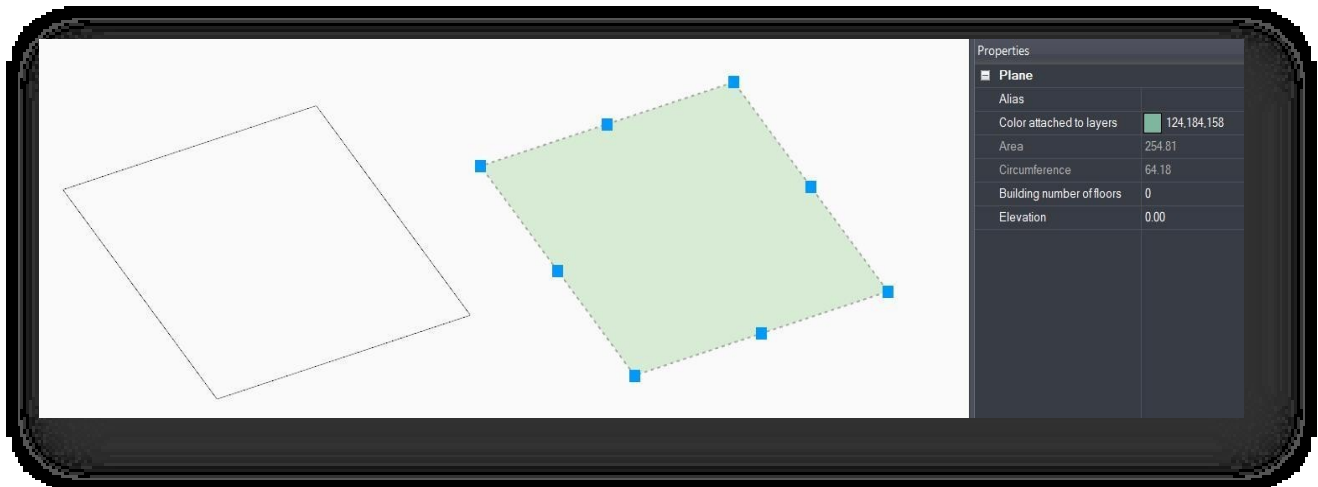 Properties
Plane
Alias
Color attached to layers 124,184,158
Area 254.81
Circumference 64.18
Building number of floors 0
Elevation 0.00